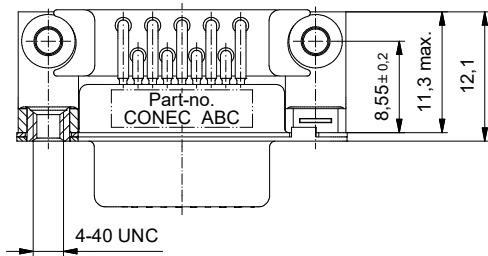 Part-no.
CONEC ABC
8,55± 0,2
11,3 max.
12,1
4-40 UNC